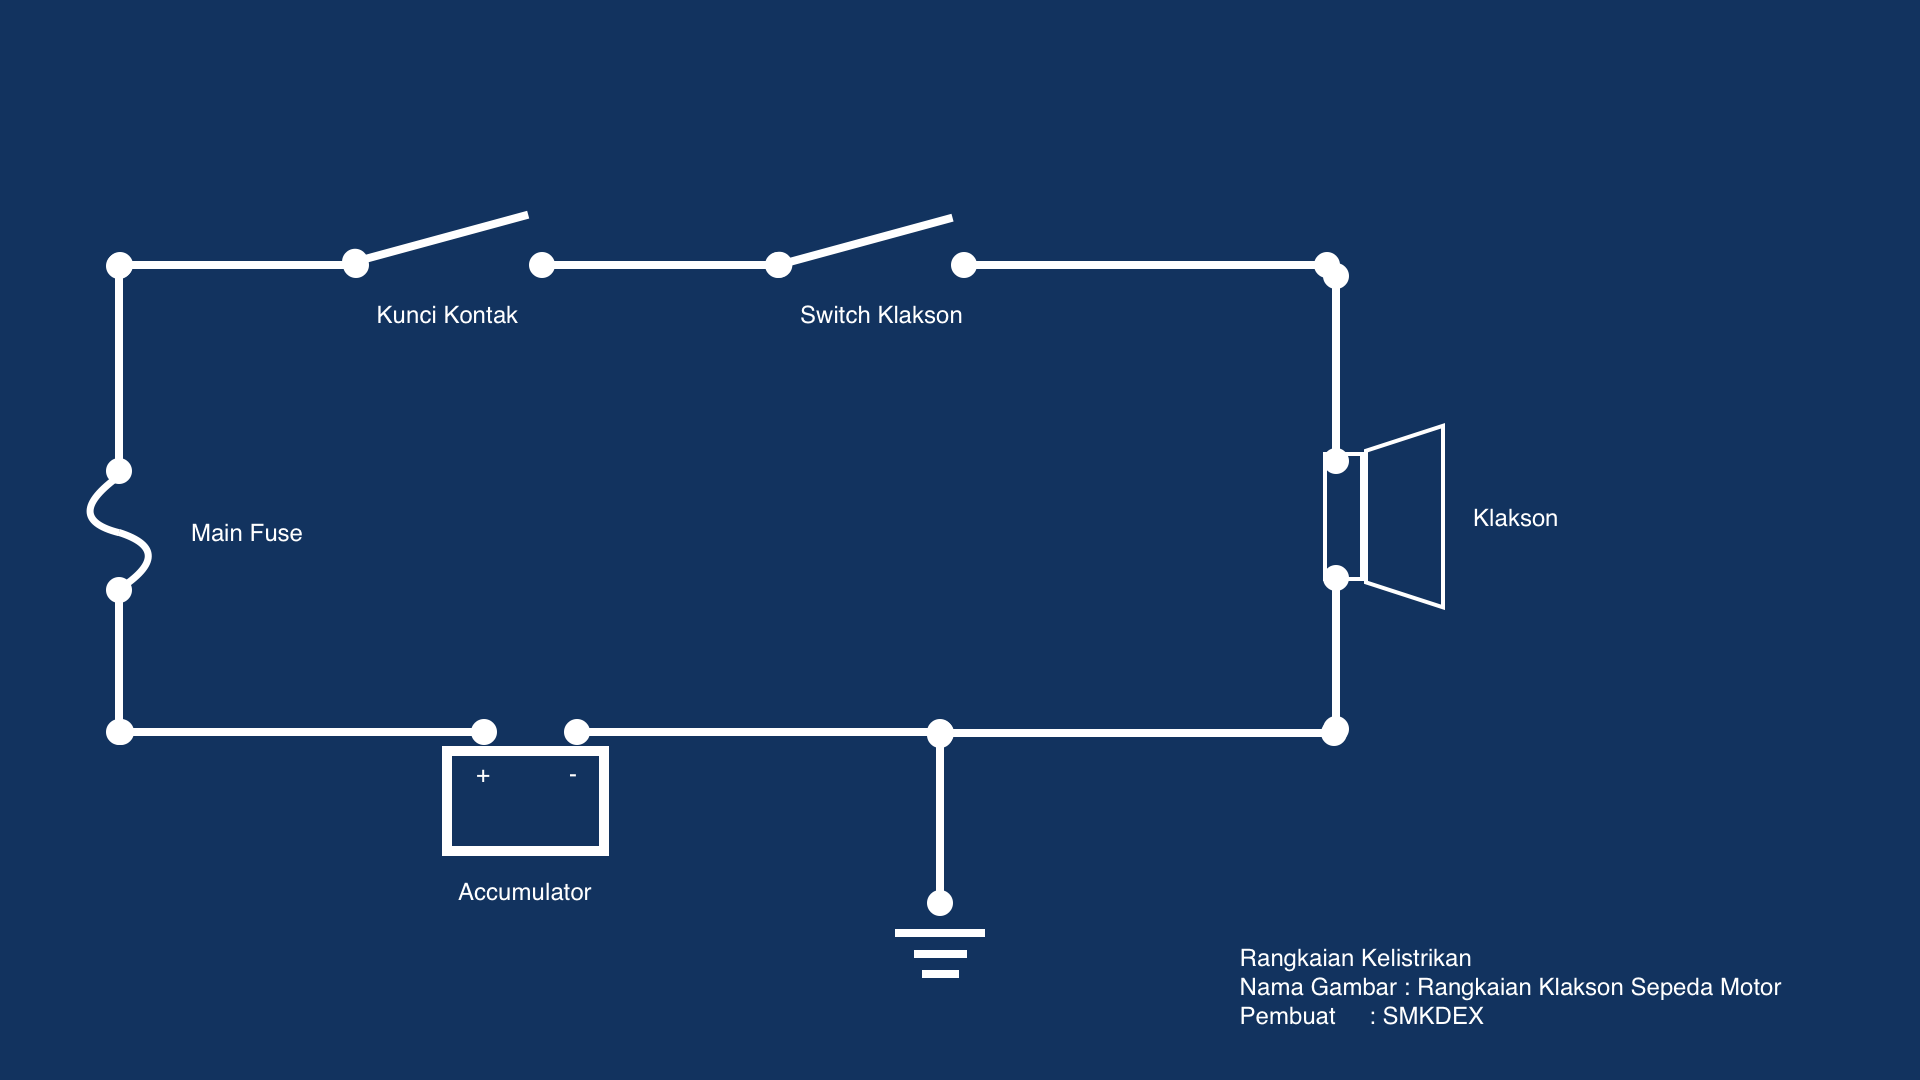 Kunci Kontak
Switch Klakson
Klakson
Main Fuse
+ -
Accumulator
Rangkaian Kelistrikan
Nama Gambar : Rangkaian Klakson Sepeda Motor
Pembuat : SMKDEX